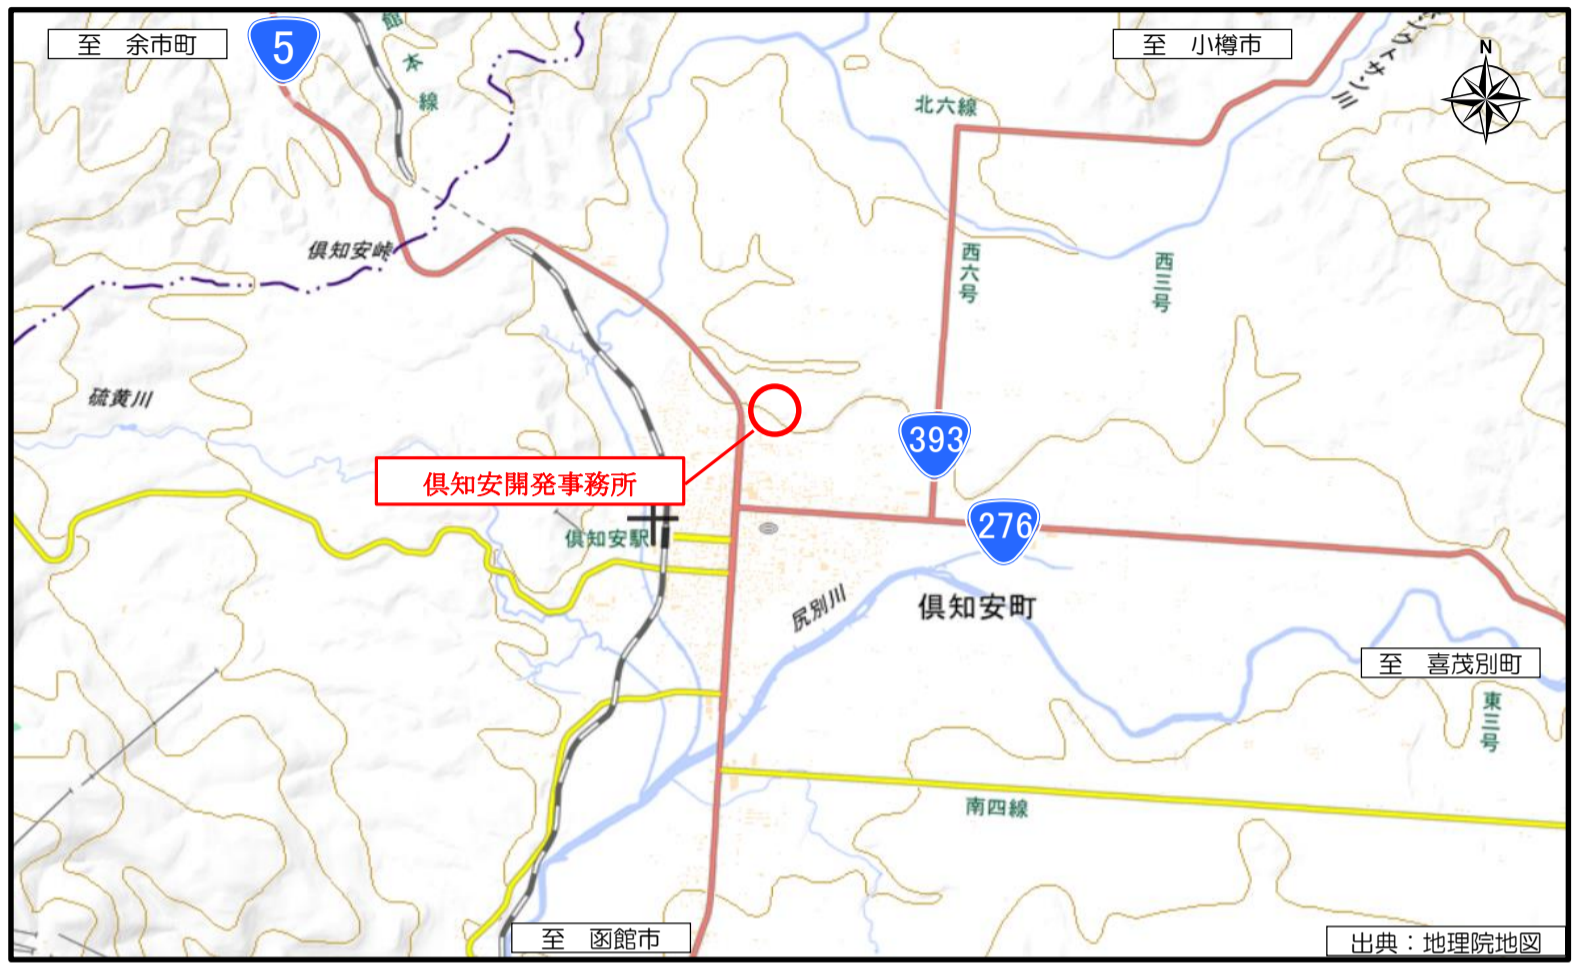 至　余市町
5
本
線
至　小樽市
N
北六線
倶知安峠
西六号
西三号
硫黄川
393
倶知安開発事務所
276
倶知安駅
尻別川
倶知安町
至　喜茂別町
東三号
南四線
至　函館市
出典：地理院地図